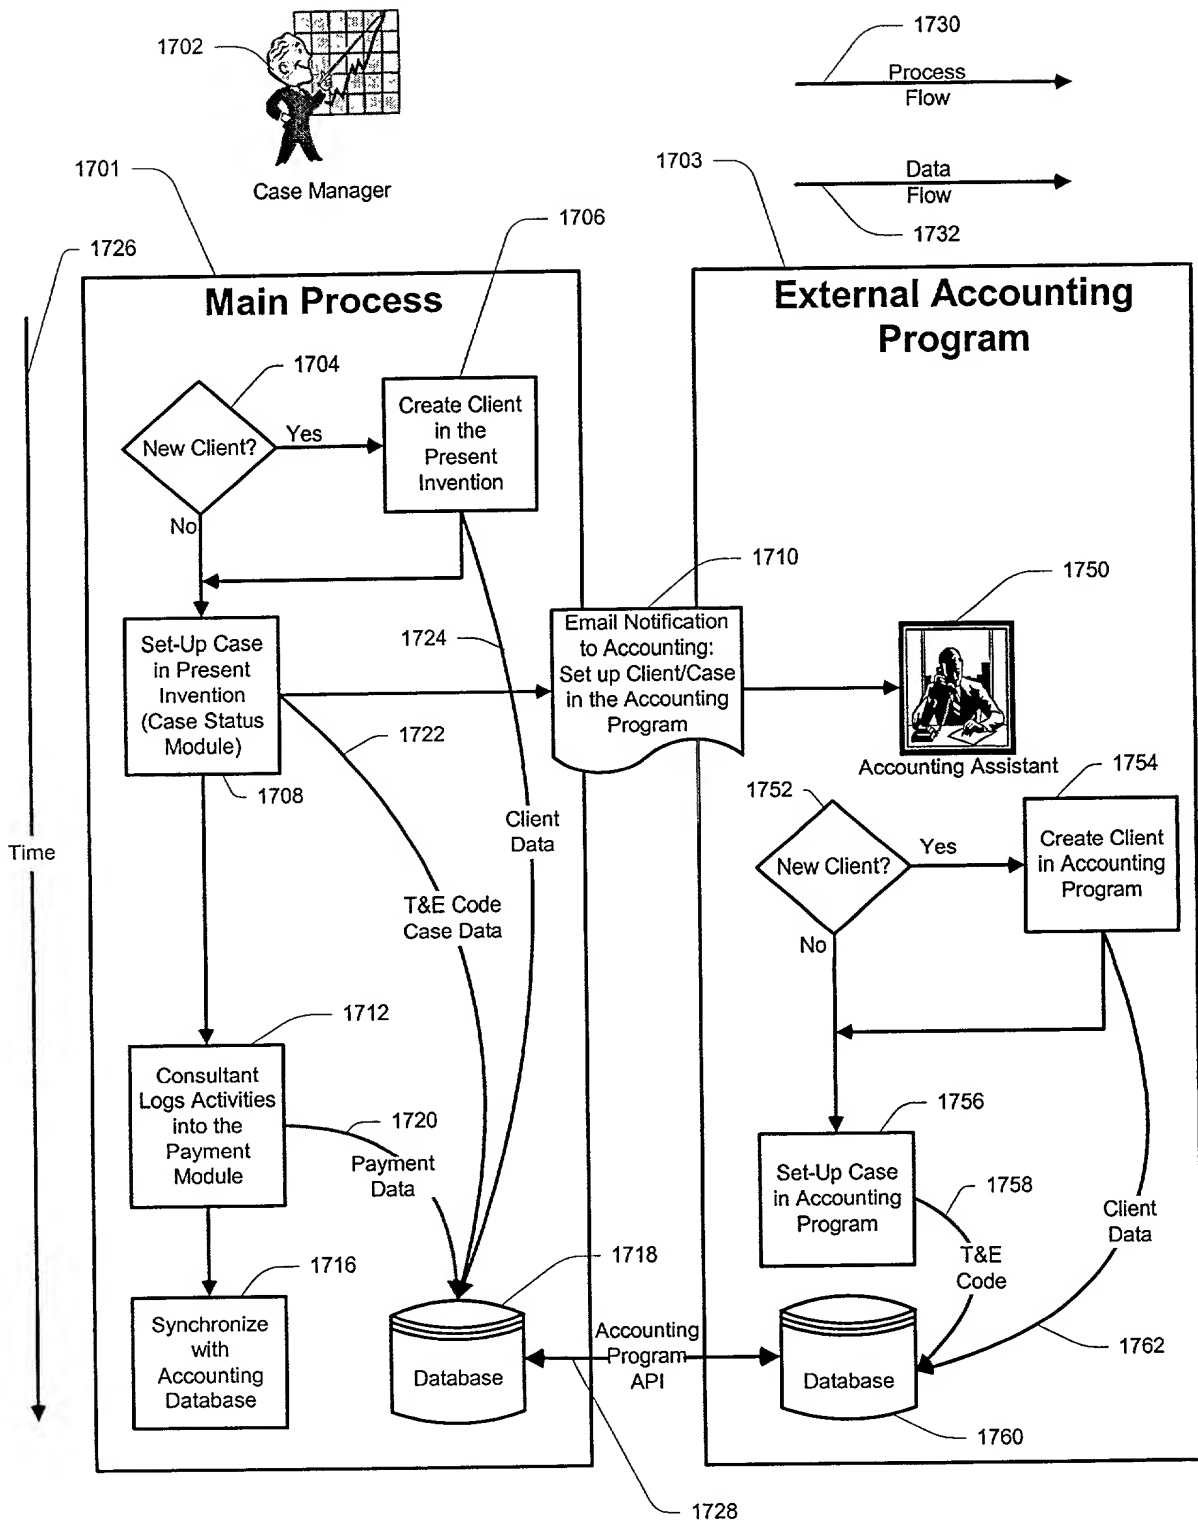 1702
Case Manager
1730
Process
Flow
Data
Flow
1732
1701
1703
1706
1726
Main Process
External Accounting
Program
1704
New Client?
Yes
No
Create Client
in the
Present
Invention
1710
1750
Email Notification
to Accounting:
Set up Client/Case
in the Accounting
Program
Set-Up Case
in Present
Invention
(Case Status
Module)
1724
1722
1708
Accounting Assistant
1752
1754
Time
Client
Data
New Client?
Yes
No
Create Client
in Accounting
Program
T&E Code
Case Data
1712
Consultant
Logs Activities
into the
Payment
Module
1720
Payment
Data
1756
Set-Up Case
in Accounting
Program
1758
T&E
Code
Client
Data
1716
1718
Synchronize
with
Accounting
Database
Database
Accounting
Program
API
Database
1762
1760
1728